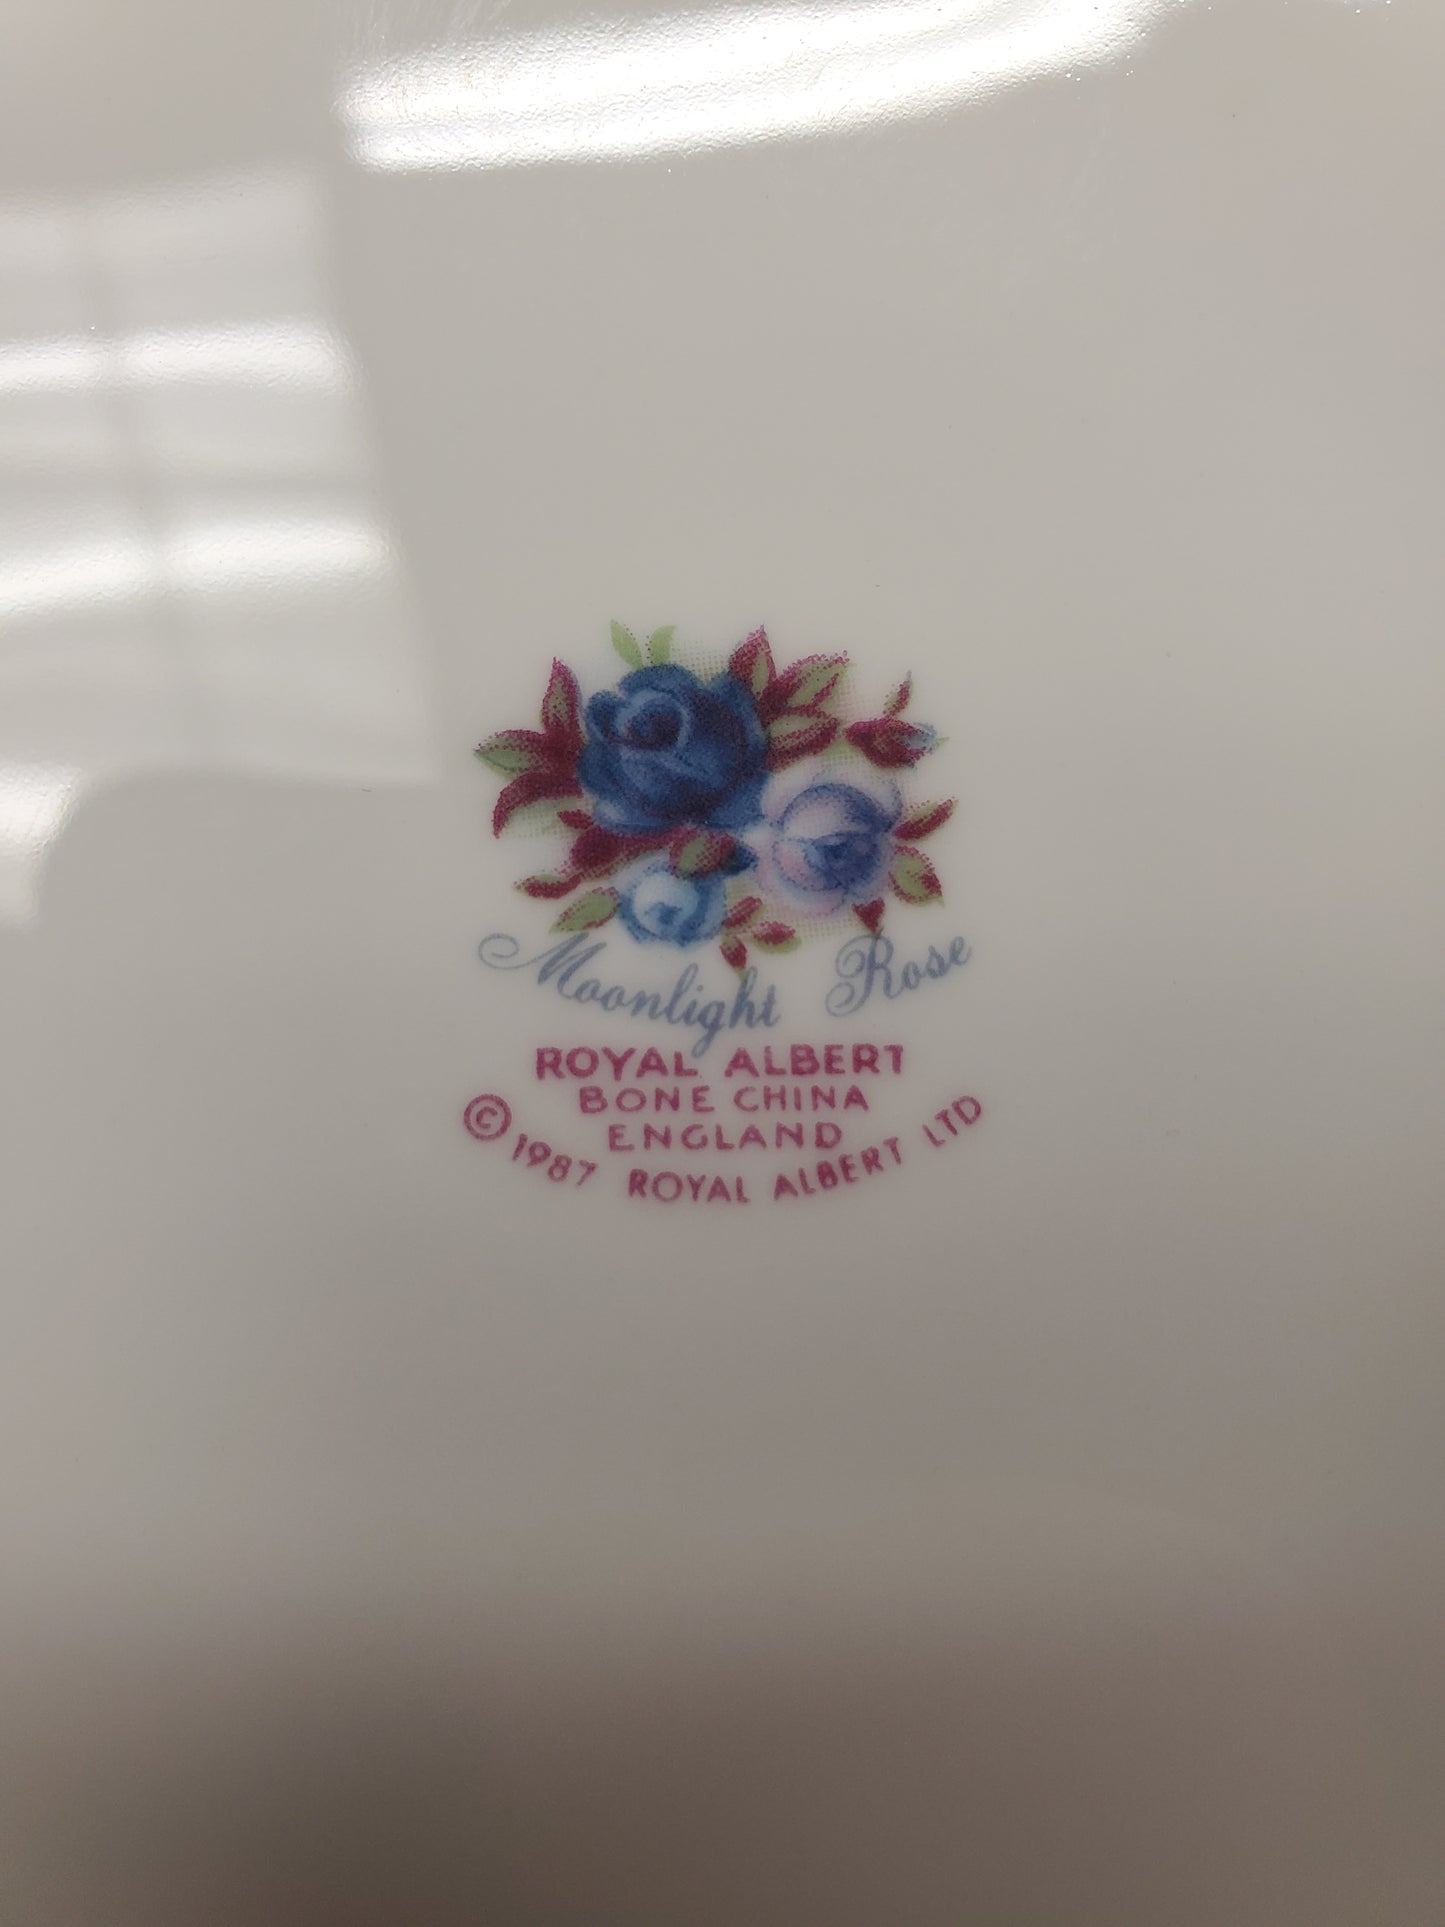 Moonlight Rose
ROYAL ALBERT
BONE CHINA
ENGLAND
© 1987 ROYAL ALBERT LTD